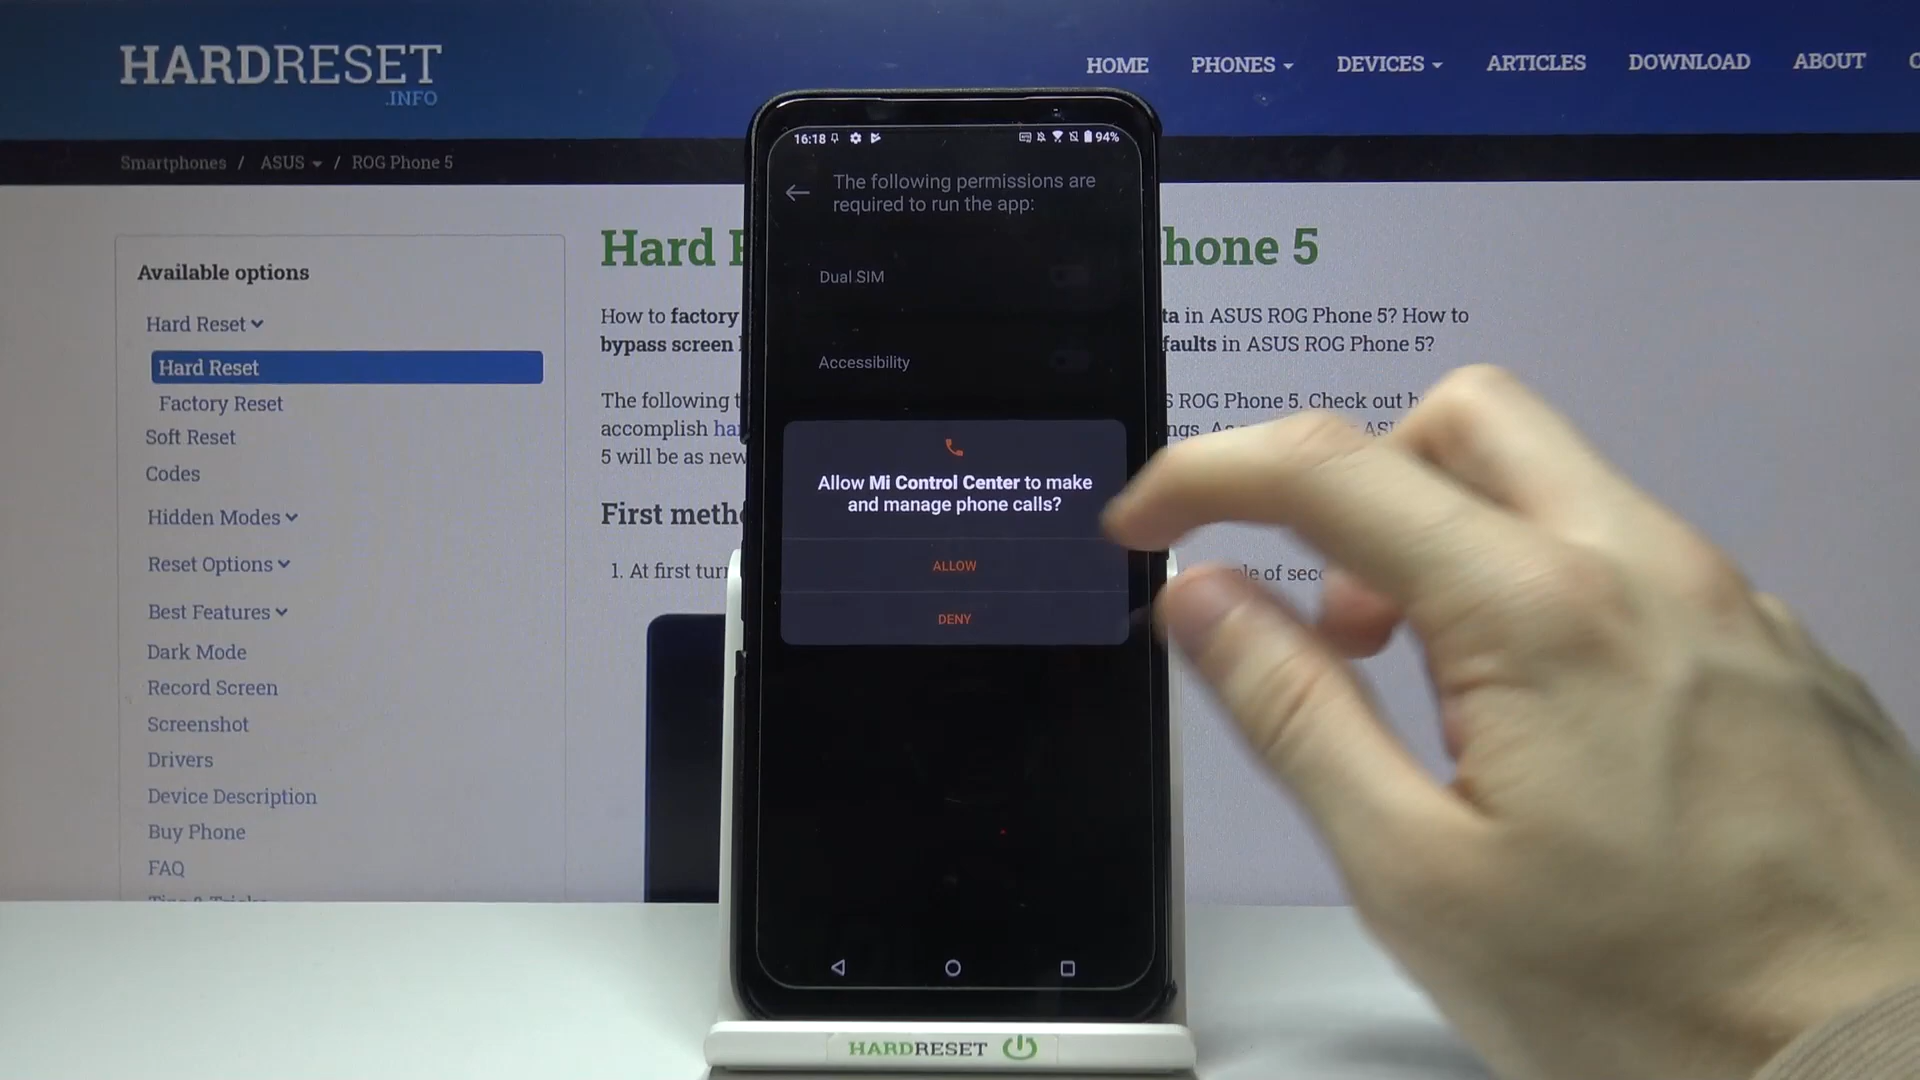 HARDRESET
.INFO
HOME PHONES DEVICES ARTICLES DOWNLOAD ABOUT
Smartphones / ASUS / ROG Phone 5
Available options
Hard Reset
Hard Reset
Factory Reset
Soft Reset
Codes
Hidden Modes
Reset Options
Best Features
Dark Mode
Record Screen
Screenshot
Drivers
Device Description
Buy Phone
FAQ
Hard
hone 5
How to factory
ta in ASUS ROG Phone 5? How to
bypass screen
faults in ASUS ROG Phone 5?
The following
ROG Phone 5. Check out
accomplish
5 will be as new
First
1. At first
of
16:18 94%
The following permissions are
required to run the app:
Dual SIM
Accessibility
Allow Mi Control Center to make
and manage phone calls?
ALLOW
DENY
HARDRESET